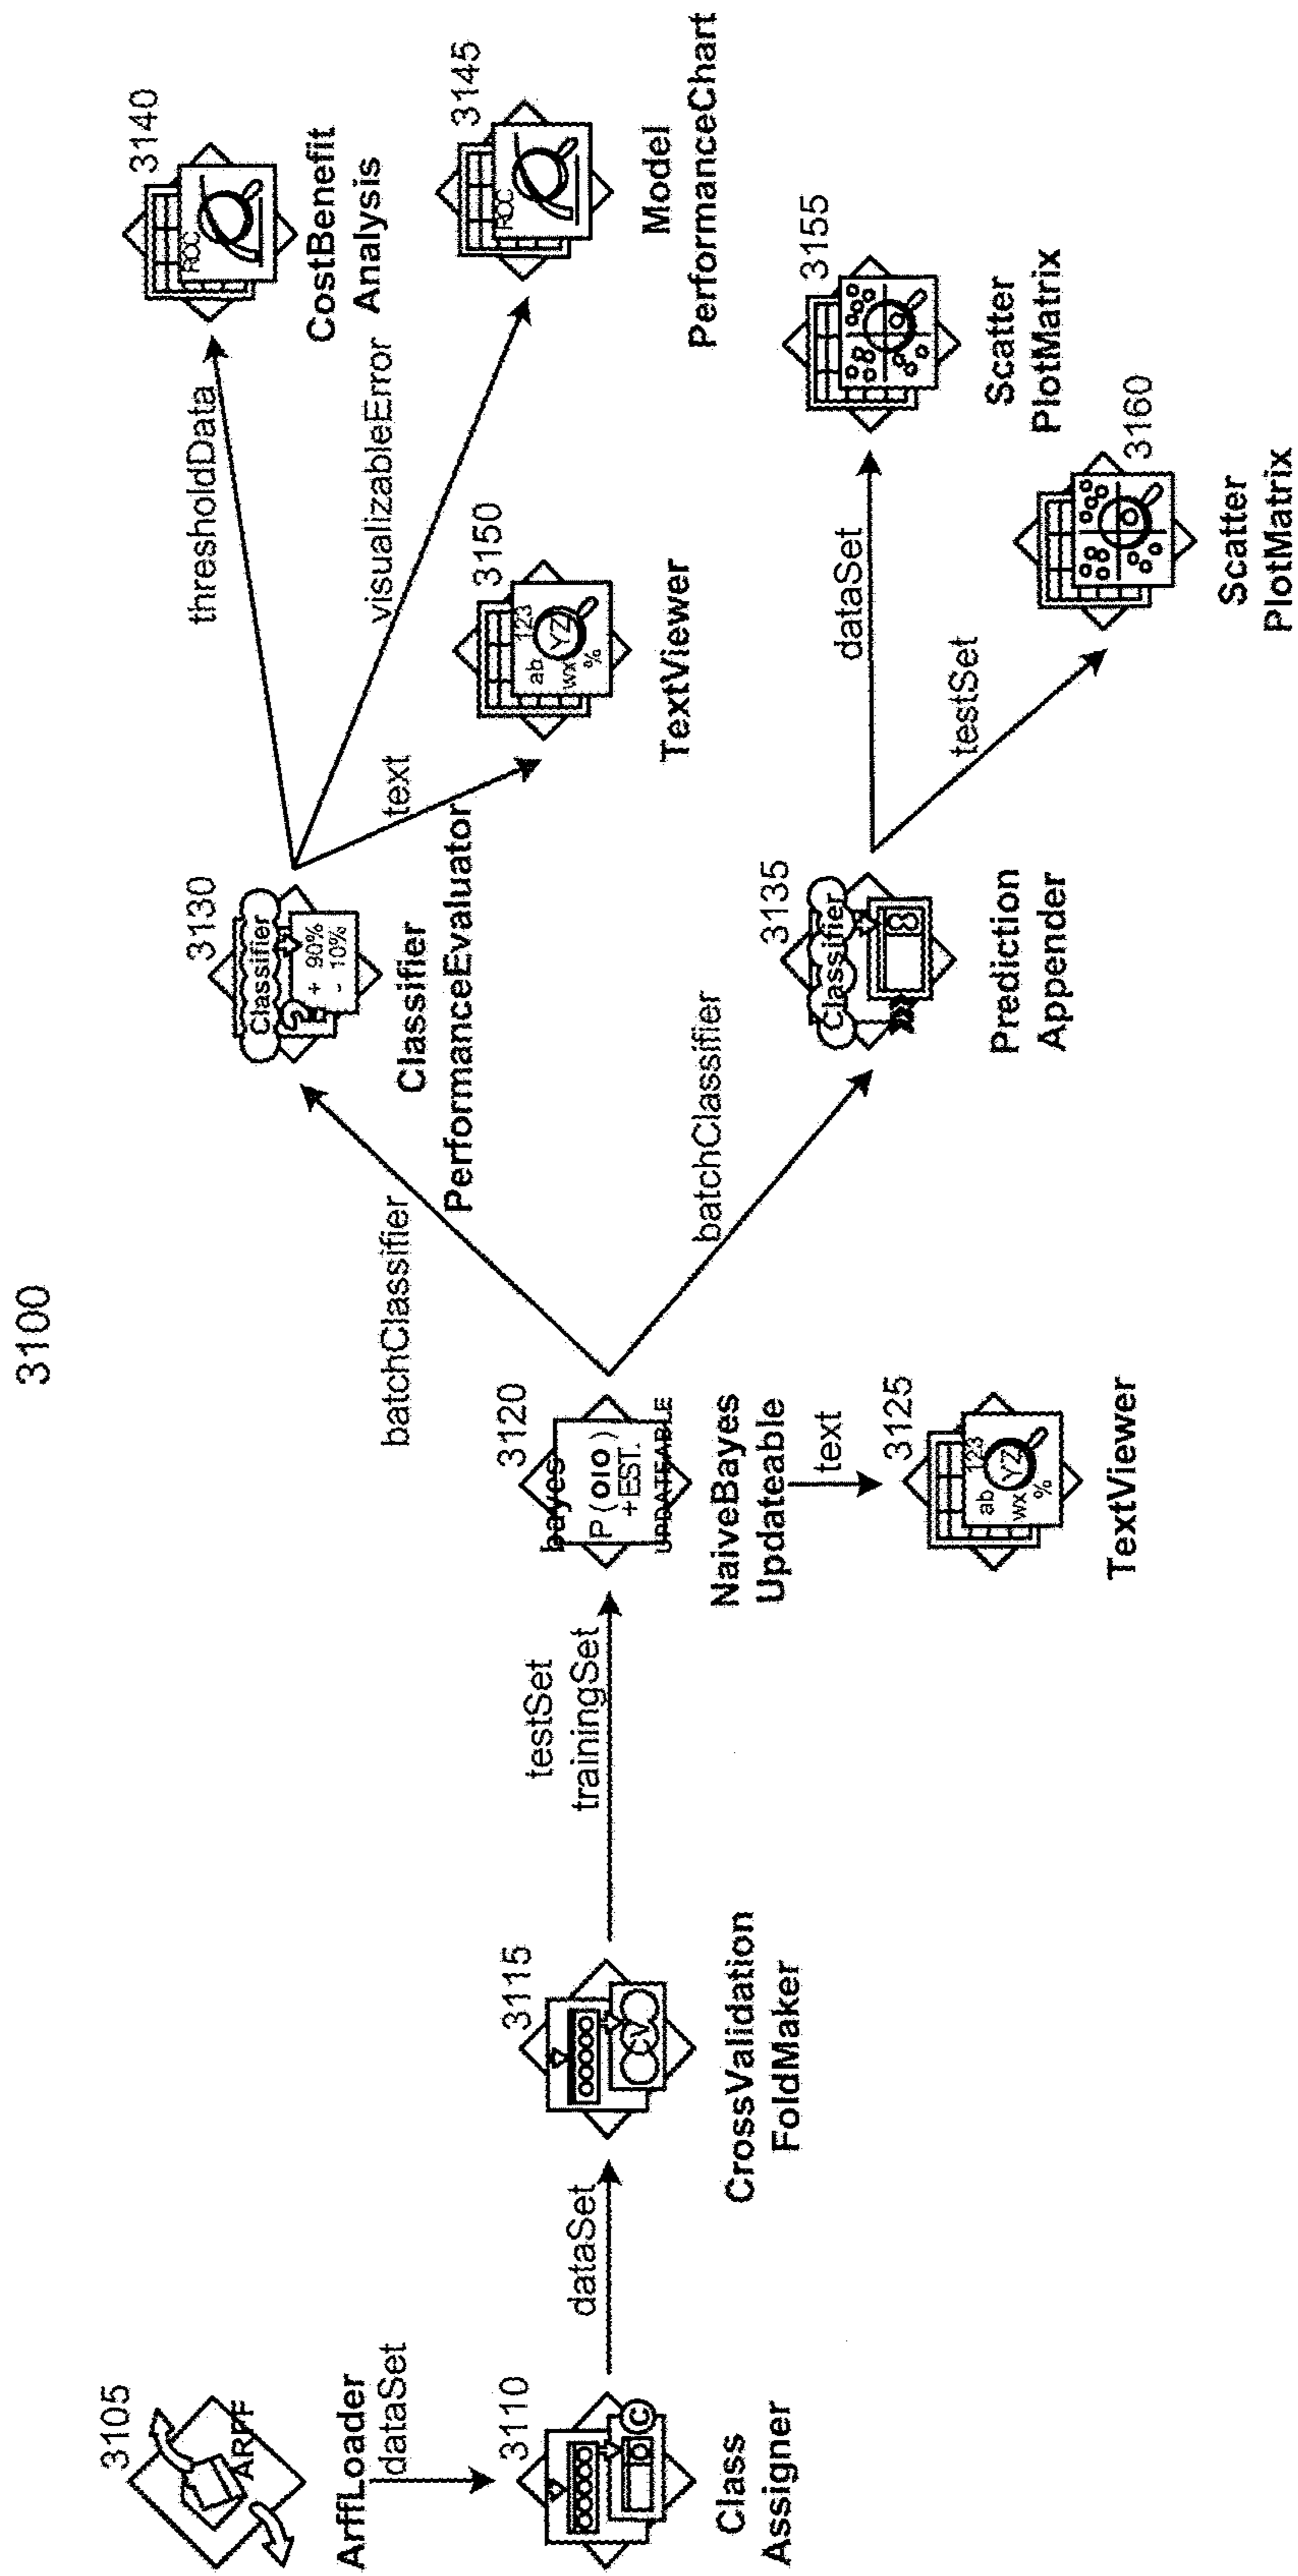 3100
3105
ARFF
ArffLoader
dataSet
3110
C
Class
Assigner
dataSet
3115
CV
CrossValidation
FoldMaker
testSet
trainingSet
3120
bayes
P (OIO)
+EST.
UPDATEABLE
NaiveBayes
Updateable
text
3125
ab 123
wx YZ
%
TextViewer
batchClassifier
batchClassifier
3130
Classifier
+ 90%
- 10%
Classifier
PerformanceEvaluator
3135
Classifier
Prediction
Appender
thresholdData
visualizableError
text
3140
ROC
CostBenefit
Analysis
3145
ROC
Model
PerformanceChart
3150
ab 123
wx YZ
%
TextViewer
dataSet
testSet
3155
Scatter
PlotMatrix
3160
Scatter
PlotMatrix